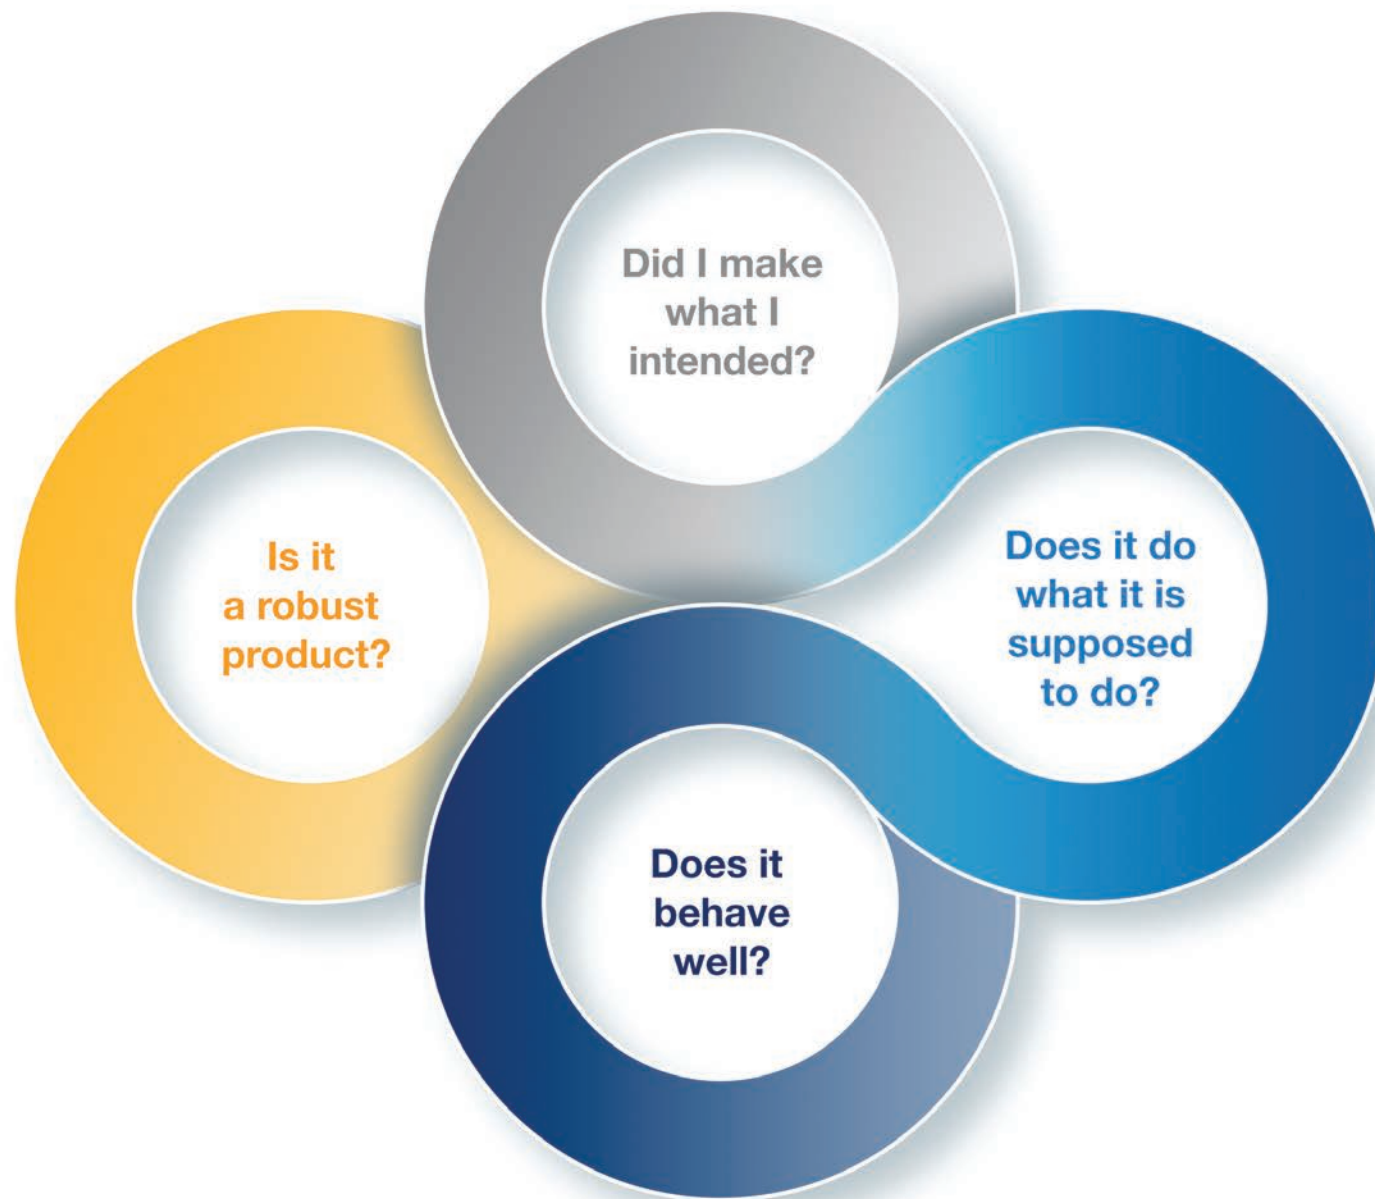 Did I make
what I
intended?
Is it
a robust
product?
Does it do
what it is
supposed
to do?
Does it
behave
well?